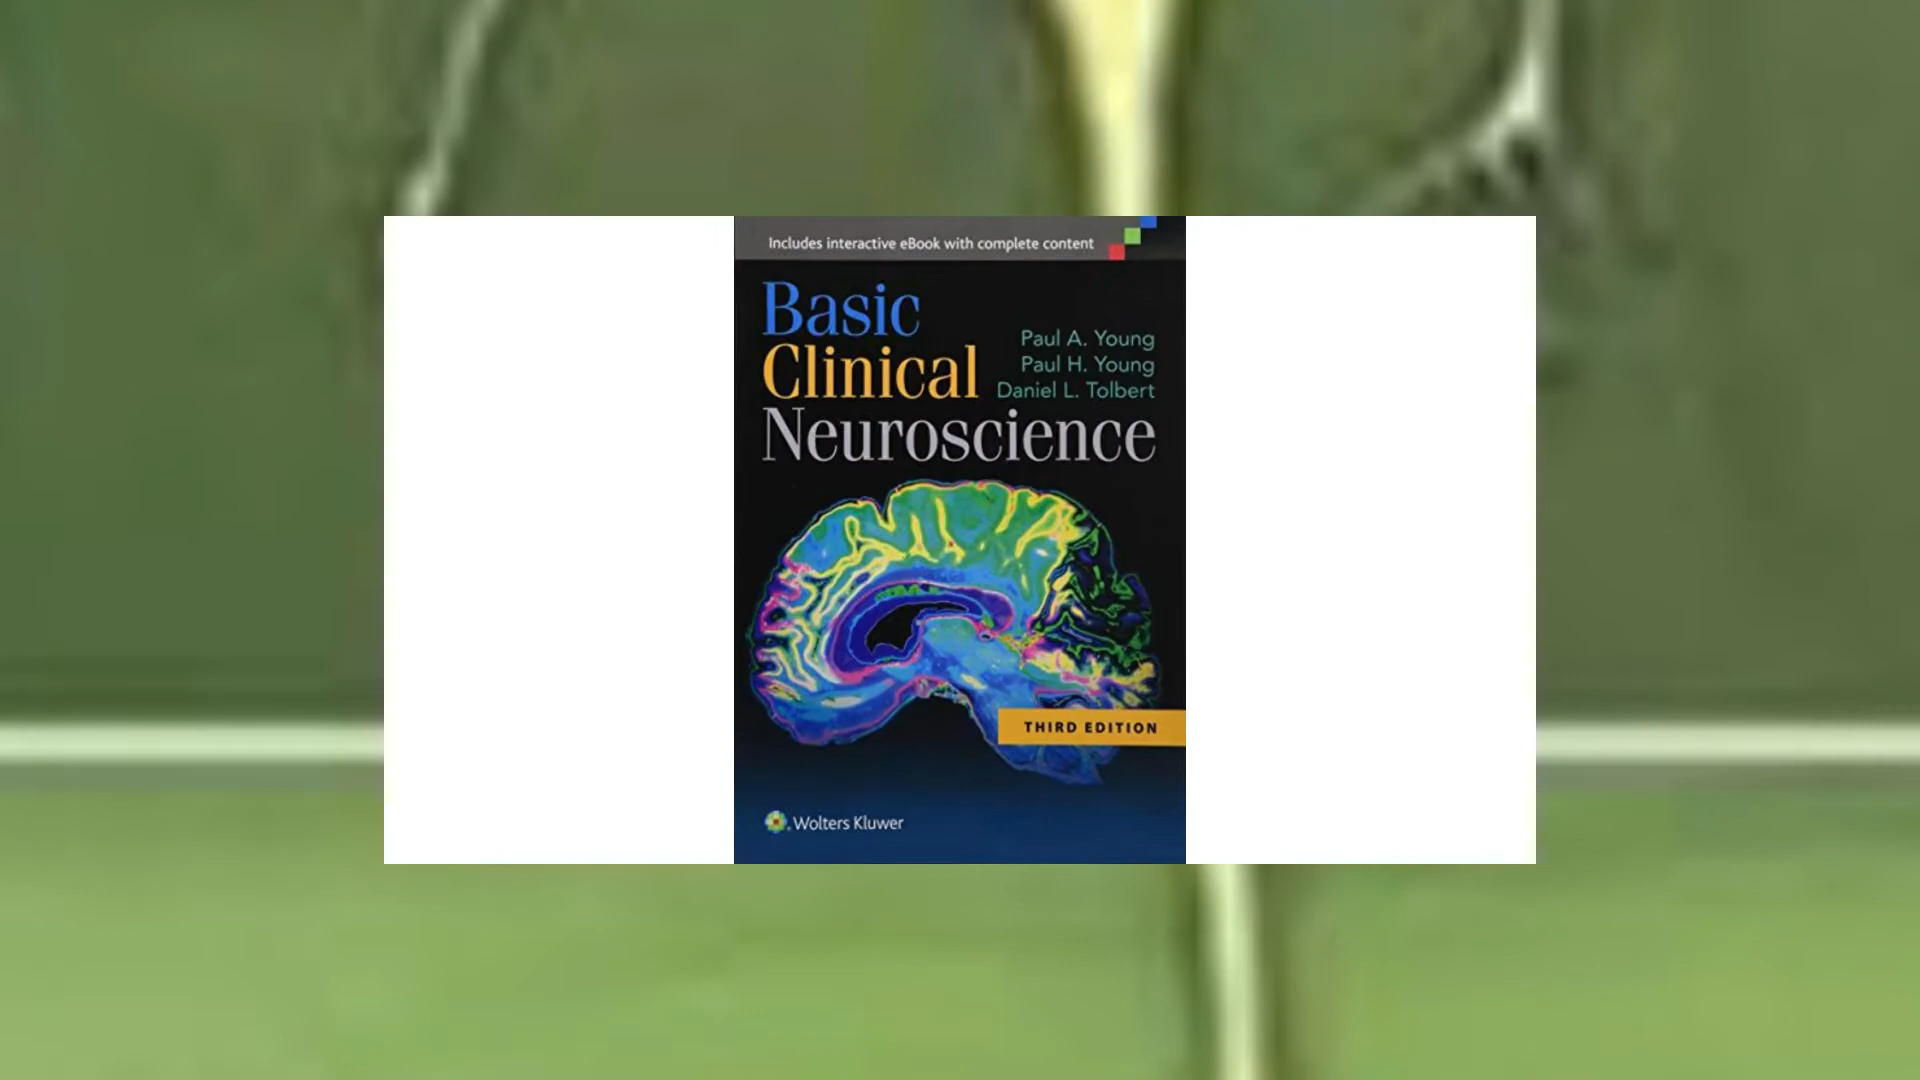 Includes interactive eBook with complete content
Basic
Clinical
Neuroscience
Paul A. Young
Paul H. Young
Daniel L. Tolbert
THIRD EDITION
Wolters Kluwer